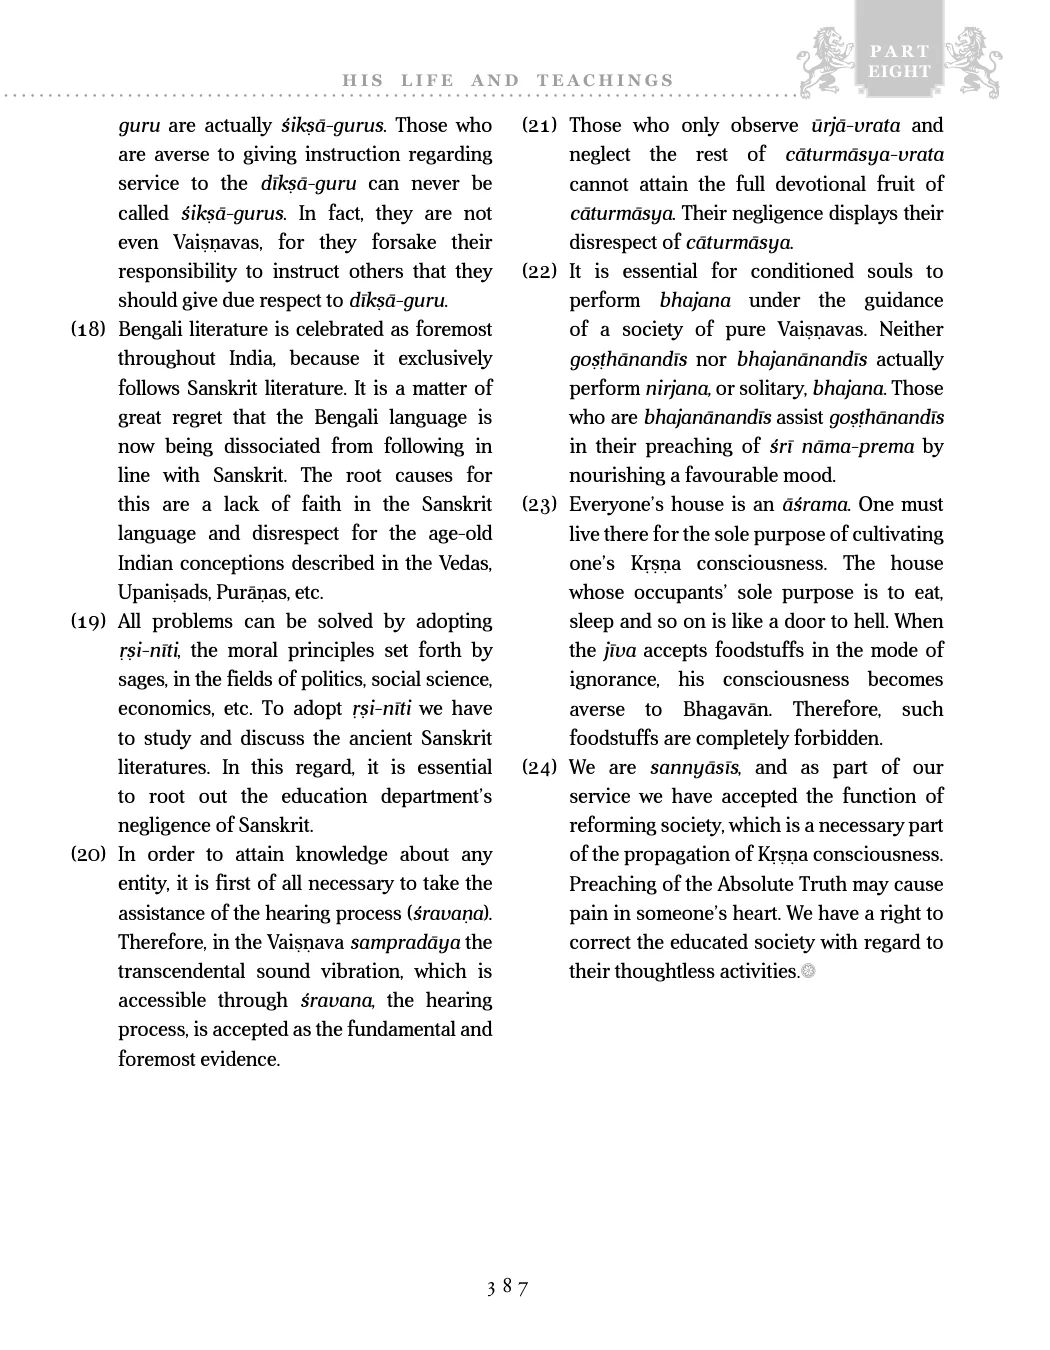 PART
EIGHT
HIS LIFE AND TEACHINGS
guru are actually śikṣā-gurus. Those who
are averse to giving instruction regarding
service to the dīkṣā-guru can never be
called śikṣā-gurus. In fact, they are not
even Vaiṣṇavas, for they forsake their
responsibility to instruct others that they
should give due respect to dīkṣā-guru.
(18) Bengali literature is celebrated as foremost
throughout India, because it exclusively
follows Sanskrit literature. It is a matter of
great regret that the Bengali language is
now being dissociated from following in
line with Sanskrit. The root causes for
this are a lack of faith in the Sanskrit
language and disrespect for the age-old
Indian conceptions described in the Vedas,
Upaniṣads, Purāṇas, etc.
(19) All problems can be solved by adopting
ṛṣi-nīti, the moral principles set forth by
sages, in the fields of politics, social science,
economics, etc. To adopt ṛṣi-nīti we have
to study and discuss the ancient Sanskrit
literatures. In this regard, it is essential
to root out the education department's
negligence of Sanskrit.
(20) In order to attain knowledge about any
entity, it is first of all necessary to take the
assistance of the hearing process (śravaṇa).
Therefore, in the Vaiṣṇava sampradāya the
transcendental sound vibration, which is
accessible through śravana, the hearing
process, is accepted as the fundamental and
foremost evidence.
(21) Those who only observe ūrjā-vrata and
neglect the rest of cāturmāsya-vrata
cannot attain the full devotional fruit of
cāturmāsya. Their negligence displays their
disrespect of cāturmāsya.
(22) It is essential for conditioned souls to
perform bhajana under the guidance
of a society of pure Vaiṣṇavas. Neither
goṣṭhānandīs nor bhajanānandīs actually
perform nirjana, or solitary, bhajana. Those
who are bhajanānandīs assist goṣṭhānandīs
in their preaching of śrī nāma-prema by
nourishing a favourable mood.
(23) Everyone's house is an āśrama. One must
live there for the sole purpose of cultivating
one's Kṛṣṇa consciousness. The house
whose occupants' sole purpose is to eat,
sleep and so on is like a door to hell. When
the jīva accepts foodstuffs in the mode of
ignorance, his consciousness becomes
averse to Bhagavān. Therefore, such
foodstuffs are completely forbidden.
(24) We are sannyāsīs, and as part of our
service we have accepted the function of
reforming society, which is a necessary part
of the propagation of Kṛṣṇa consciousness.
Preaching of the Absolute Truth may cause
pain in someone's heart. We have a right to
correct the educated society with regard to
their thoughtless activities.
387